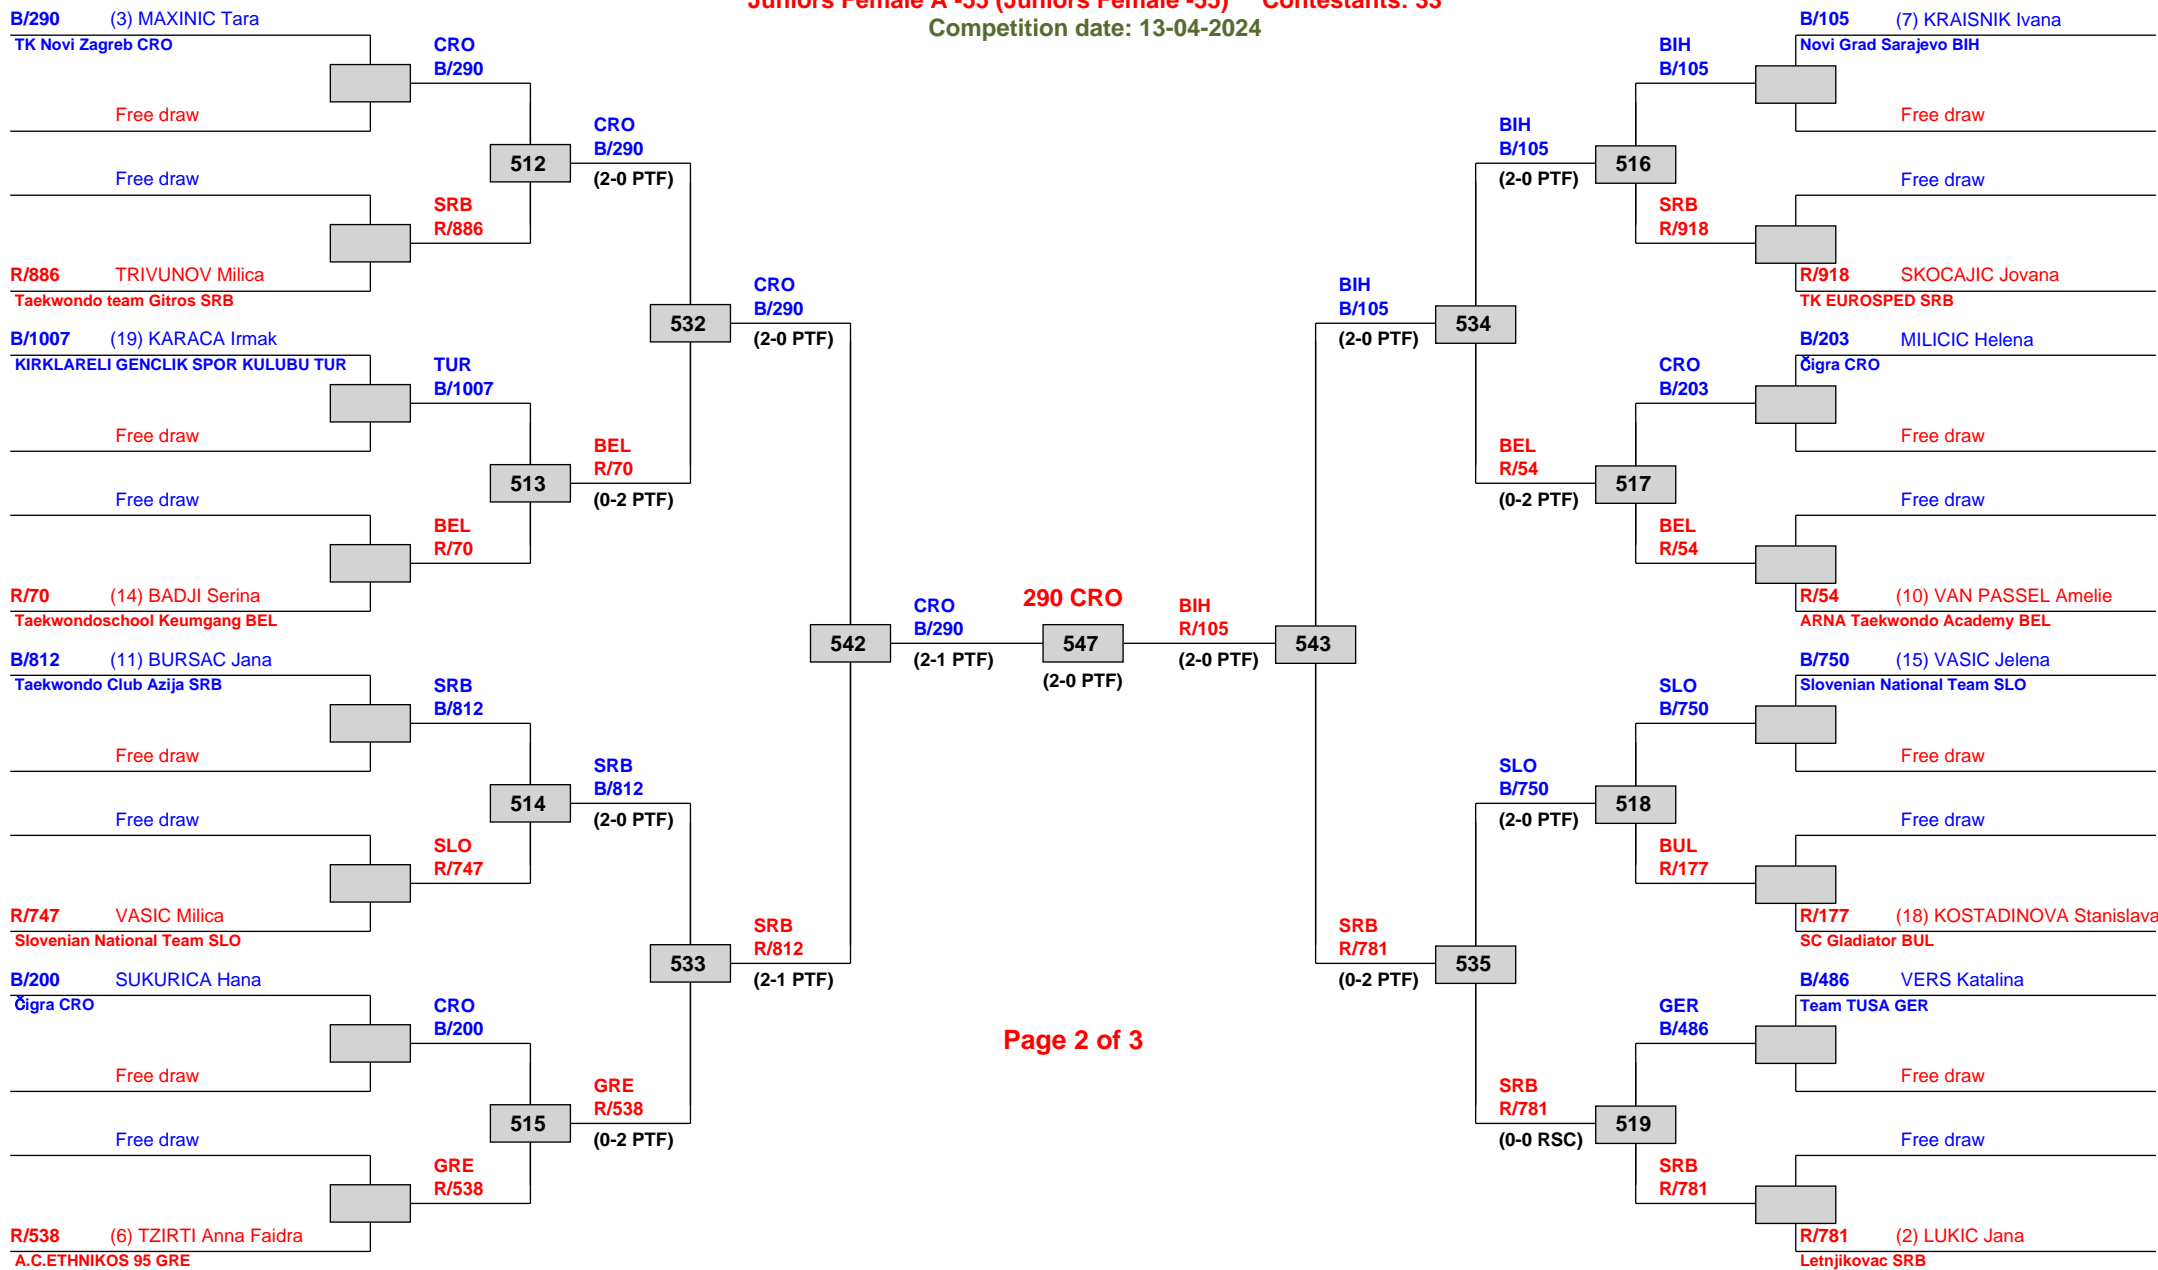 Juniors Female A -55 (Juniors Female -55) Contestants: 33
Competition date: 13-04-2024
B/290 (3) MAXINIC Tara
TK Novi Zagreb CRO
Free draw
Free draw
R/886 TRIVUNOV Milica
Taekwondo team Gitros SRB
B/1007 (19) KARACA Irmak
KIRKLARELI GENCLIK SPOR KULUBU TUR
Free draw
Free draw
R/70 (14) BADJI Serina
Taekwondoschool Keumgang BEL
B/812 (11) BURSAC Jana
Taekwondo Club Azija SRB
Free draw
Free draw
R/747 VASIC Milica
Slovenian National Team SLO
B/200 SUKURICA Hana
Čigra CRO
Free draw
Free draw
R/538 (6) TZIRTI Anna Faidra
A.C.ETHNIKOS 95 GRE
CRO
B/290
512
SRB
R/886
TUR
B/1007
513
BEL
R/70
SRB
B/812
514
SLO
R/747
CRO
B/200
515
GRE
R/538
CRO
B/290
(2-0 PTF)
532
BEL
R/70
(0-2 PTF)
SRB
B/812
(2-0 PTF)
533
GRE
R/538
(0-2 PTF)
CRO
B/290
(2-0 PTF)
542
SRB
R/812
(2-1 PTF)
CRO
B/290
(2-1 PTF)
290 CRO
547
(2-0 PTF)
Page 2 of 3
BIH
R/105
(2-0 PTF)
BIH
B/105
(2-0 PTF)
543
SRB
R/781
(0-2 PTF)
BIH
B/105
(2-0 PTF)
534
BEL
R/54
(0-2 PTF)
SLO
B/750
(2-0 PTF)
535
SRB
R/781
(0-0 RSC)
BIH
B/105
516
SRB
R/918
CRO
B/203
517
BEL
R/54
SLO
B/750
518
BUL
R/177
GER
B/486
519
SRB
R/781
B/105 (7) KRAISNIK Ivana
Novi Grad Sarajevo BIH
Free draw
Free draw
R/918 SKOCAJIC Jovana
TK EUROSPED SRB
B/203 MILICIC Helena
Čigra CRO
Free draw
Free draw
R/54 (10) VAN PASSEL Amelie
ARNA Taekwondo Academy BEL
B/750 (15) VASIC Jelena
Slovenian National Team SLO
Free draw
Free draw
R/177 (18) KOSTADINOVA Stanislava
SC Gladiator BUL
B/486 VERS Katalina
Team TUSA GER
Free draw
Free draw
R/781 (2) LUKIC Jana
Letnjikovac SRB